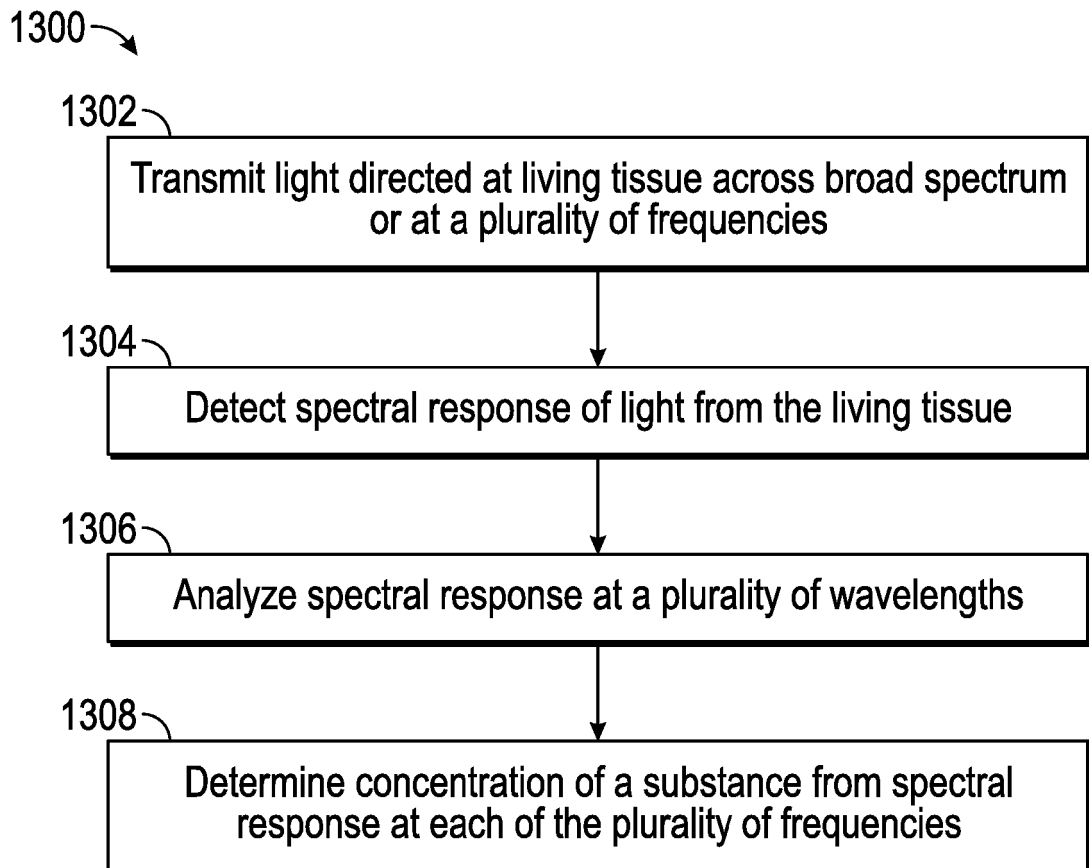 1300
1302
Transmit light directed at living tissue across broad spectrum
or at a plurality of frequencies
1304
Detect spectral response of light from the living tissue
1306
Analyze spectral response at a plurality of wavelengths
1308
Determine concentration of a substance from spectral
response at each of the plurality of frequencies